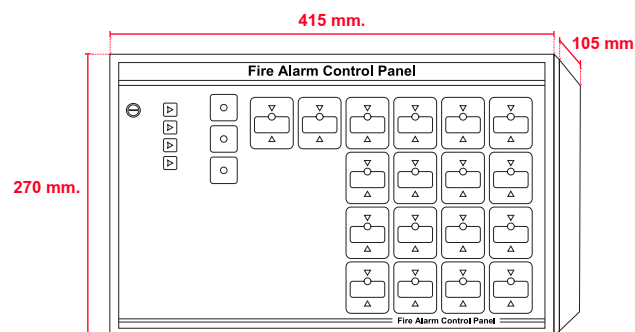 415 mm.
105 mm
Fire Alarm Control Panel
270 mm.
Fire Alarm Control Panel